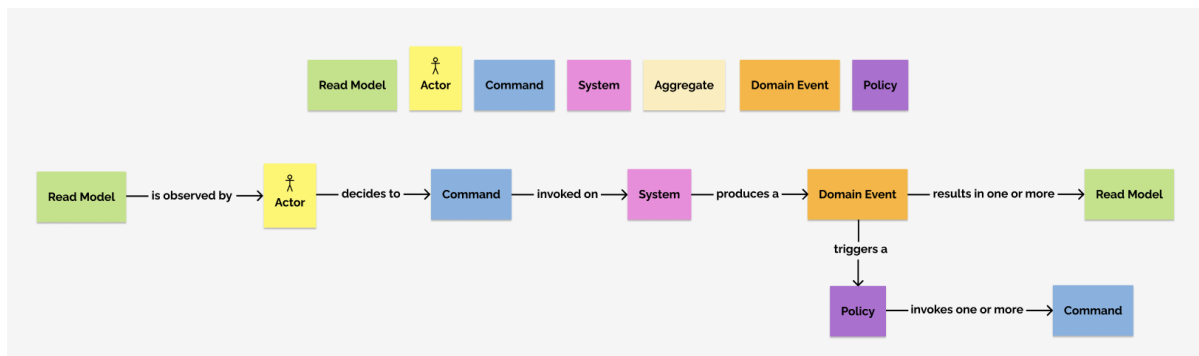 Read Model
Actor
Command
System
Aggregate
Domain Event
Policy
Read Model
is observed by
Actor
decides to
Command
invoked on
System
produces a
Domain Event
results in one or more
Read Model
triggers a
Policy
invokes one or more
Command